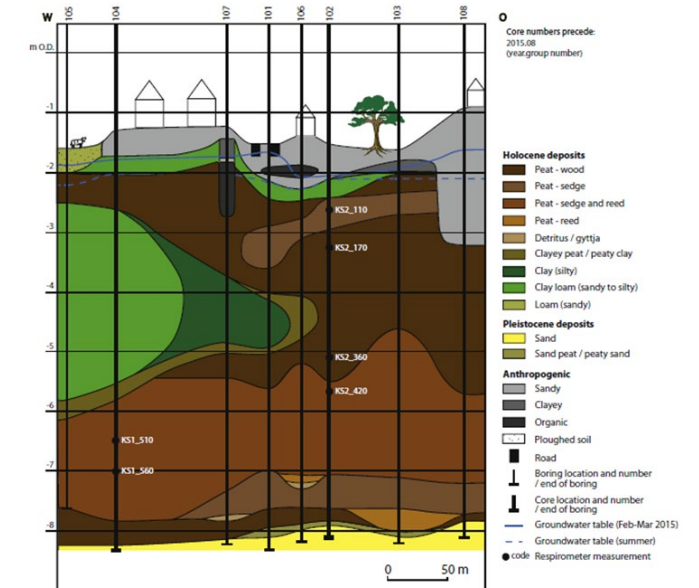 W
105
104
107
101
106
102
103
108
O
m O.D.
-1
-2
-3
-4
-5
-6
-7
-8
KS2_110
KS2_170
KS2_360
KS2_420
KS1_510
KS1_560
0 50 m
Core numbers precede:
2015.08
(year.group number)
Holocene deposits
Peat - wood
Peat - sedge
Peat - sedge and reed
Peat - reed
Detritus / gyttja
Clayey peat / peaty clay
Clay (silty)
Clay loam (sandy to silty)
Loam (sandy)
Pleistocene deposits
Sand
Sand peat / peaty sand
Anthropogenic
Sandy
Clayey
Organic
Ploughed soil
Road
Boring location and number
/ end of boring
Core location and number
/ end of boring
Groundwater table (Feb-Mar 2015)
Groundwater table (summer)
code Respirometer measurement